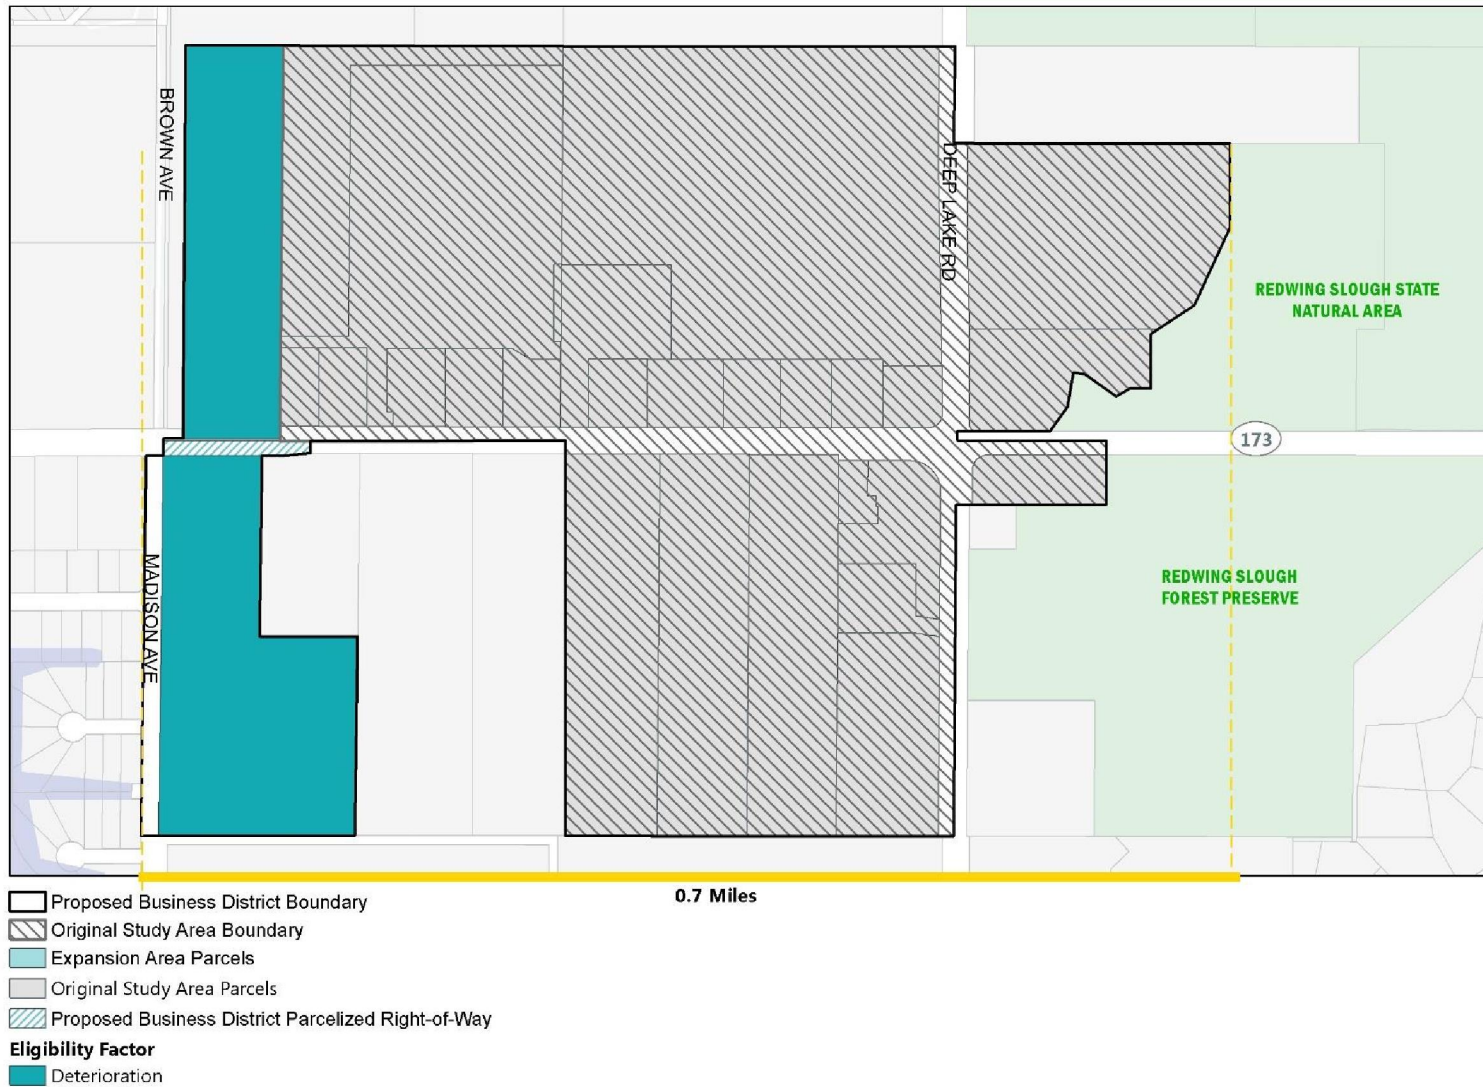 BROWN AVE
DEEP LAKE RD
REDWING SLOUGH STATE
NATURAL AREA
173
MADISON AVE
REDWING SLOUGH
FOREST PRESERVE
0.7 Miles
Proposed Business District Boundary
Original Study Area Boundary
Expansion Area Parcels
Original Study Area Parcels
Proposed Business District Parcelized Right-of-Way
Eligibility Factor
Deterioration